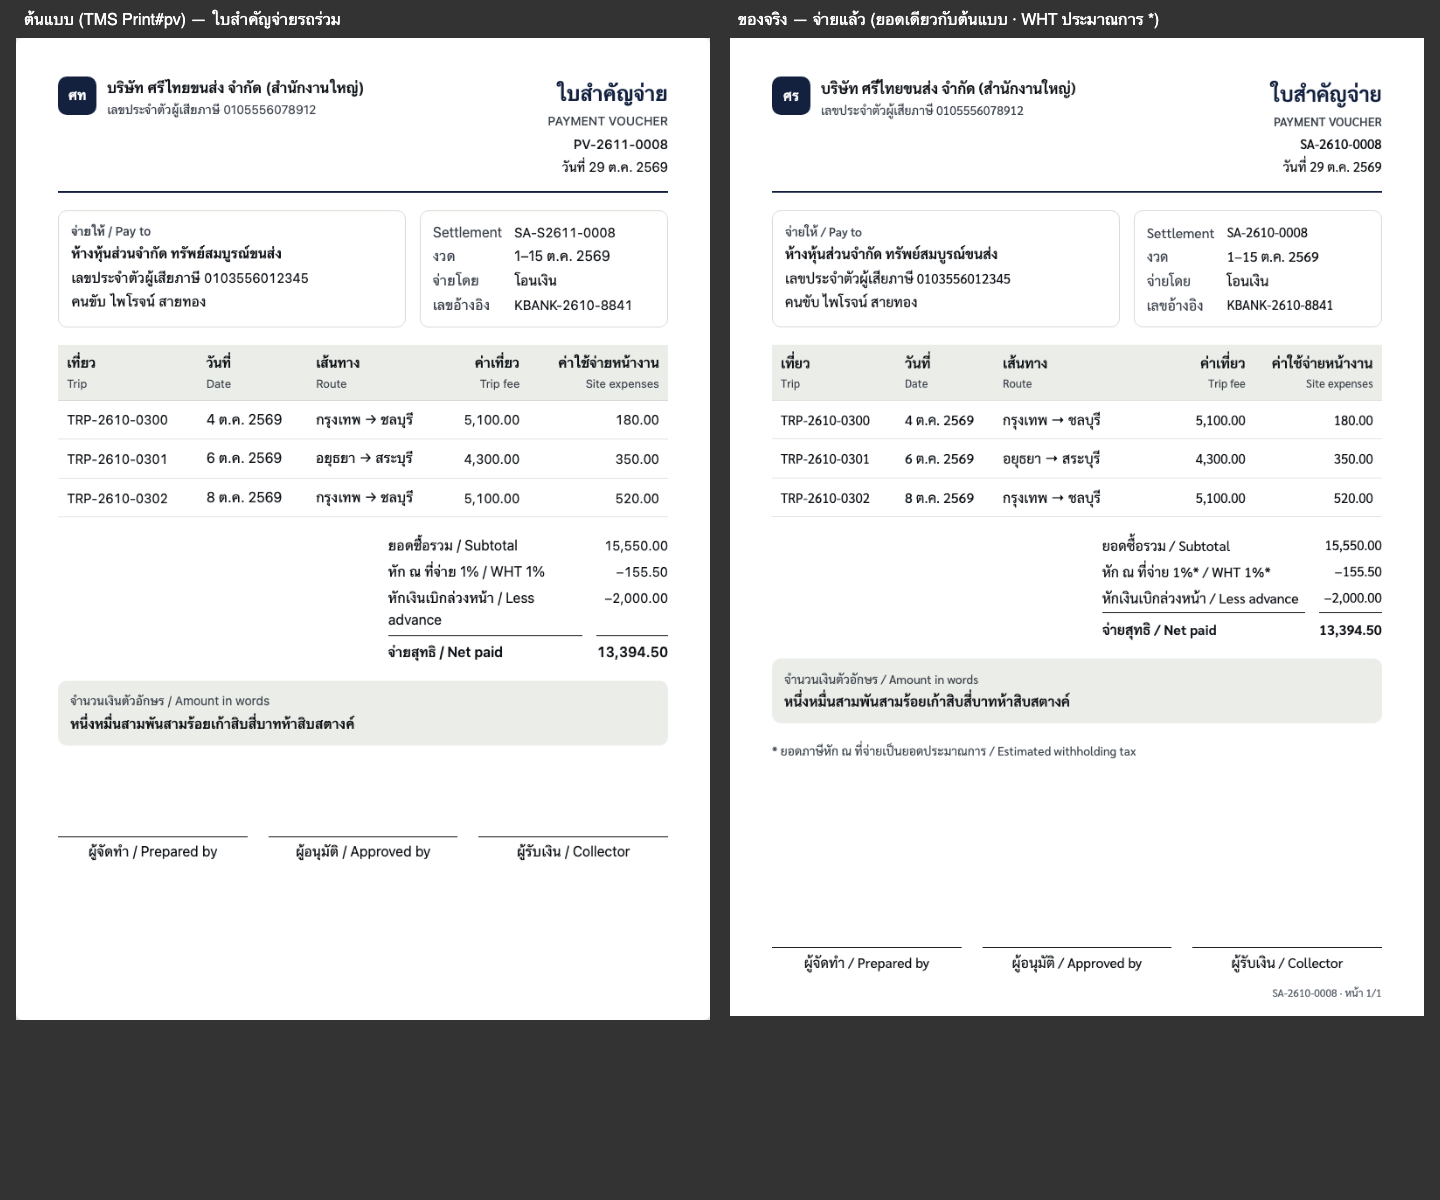 ต้นแบบ (TMS Print#pv) — ใบสำคัญจ่ายรถร่วม
ศท
บริษัท ศรีไทยขนส่ง จำกัด (สำนักงานใหญ่)
เลขประจำตัวผู้เสียภาษี 0105556078912
ใบสำคัญจ่าย
PAYMENT VOUCHER
PV-2611-0008
วันที่ 29 ต.ค. 2569
จ่ายให้ / Pay to
ห้างหุ้นส่วนจำกัด ทรัพย์สมบูรณ์ขนส่ง
เลขประจำตัวผู้เสียภาษี 0103556012345
คนขับ ไพโรจน์ สายทอง
Settlement SA-S2611-0008
งวด 1–15 ต.ค. 2569
จ่ายโดย โอนเงิน
เลขอ้างอิง KBANK-2610-8841
เที่ยว วันที่ เส้นทาง ค่าเที่ยว ค่าใช้จ่ายหน้างาน
Trip Date Route Trip fee Site expenses
TRP-2610-0300 4 ต.ค. 2569 กรุงเทพ → ชลบุรี 5,100.00 180.00
TRP-2610-0301 6 ต.ค. 2569 อยุธยา → สระบุรี 4,300.00 350.00
TRP-2610-0302 8 ต.ค. 2569 กรุงเทพ → ชลบุรี 5,100.00 520.00
ยอดซื้อรวม / Subtotal 15,550.00
หัก ณ ที่จ่าย 1% / WHT 1% –155.50
หักเงินเบิกล่วงหน้า / Less advance –2,000.00
จ่ายสุทธิ / Net paid 13,394.50
จำนวนเงินตัวอักษร / Amount in words
หนึ่งหมื่นสามพันสามร้อยเก้าสิบสี่บาทห้าสิบสตางค์
ผู้จัดทำ / Prepared by ผู้อนุมัติ / Approved by ผู้รับเงิน / Collector
ของจริง — จ่ายแล้ว (ยอดเดียวกับต้นแบบ · WHT ประมาณการ *)
ศร
บริษัท ศรีไทยขนส่ง จำกัด (สำนักงานใหญ่)
เลขประจำตัวผู้เสียภาษี 0105556078912
ใบสำคัญจ่าย
PAYMENT VOUCHER
SA-2610-0008
วันที่ 29 ต.ค. 2569
จ่ายให้ / Pay to
ห้างหุ้นส่วนจำกัด ทรัพย์สมบูรณ์ขนส่ง
เลขประจำตัวผู้เสียภาษี 0103556012345
คนขับ ไพโรจน์ สายทอง
Settlement SA-2610-0008
งวด 1–15 ต.ค. 2569
จ่ายโดย โอนเงิน
เลขอ้างอิง KBANK-2610-8841
เที่ยว วันที่ เส้นทาง ค่าเที่ยว ค่าใช้จ่ายหน้างาน
Trip Date Route Trip fee Site expenses
TRP-2610-0300 4 ต.ค. 2569 กรุงเทพ → ชลบุรี 5,100.00 180.00
TRP-2610-0301 6 ต.ค. 2569 อยุธยา → สระบุรี 4,300.00 350.00
TRP-2610-0302 8 ต.ค. 2569 กรุงเทพ → ชลบุรี 5,100.00 520.00
ยอดซื้อรวม / Subtotal 15,550.00
หัก ณ ที่จ่าย 1%* / WHT 1%* –155.50
หักเงินเบิกล่วงหน้า / Less advance –2,000.00
จ่ายสุทธิ / Net paid 13,394.50
จำนวนเงินตัวอักษร / Amount in words
หนึ่งหมื่นสามพันสามร้อยเก้าสิบสี่บาทห้าสิบสตางค์
* ยอดภาษีหัก ณ ที่จ่ายเป็นยอดประมาณการ / Estimated withholding tax
ผู้จัดทำ / Prepared by ผู้อนุมัติ / Approved by ผู้รับเงิน / Collector
SA-2610-0008 · หน้า 1/1